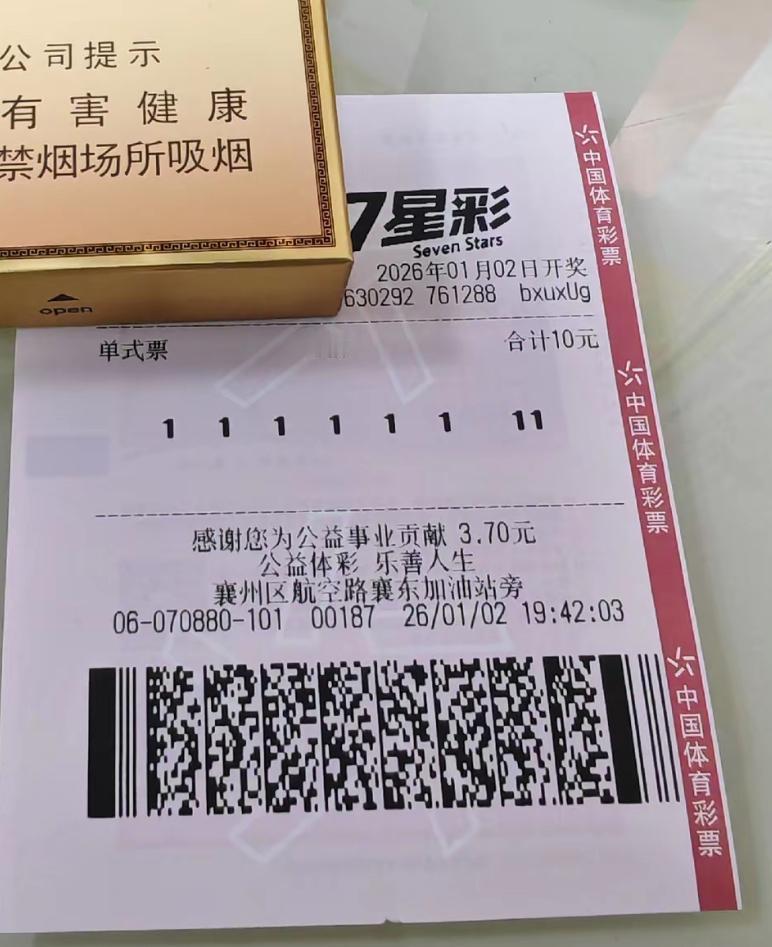 公司提示
有害健康
禁烟场所吸烟
open
7星彩
Seven Stars
2026年01月02日开奖
630292 761288 bxuxUg
单式票 合计10元
1 1 1 1 1 1 11
感谢您为公益事业贡献 3.70元
公益体彩 乐善人生
襄州区航空路襄东加油站旁
06-070880-101 00187 26/01/02 19:42:03
中国体育彩票
中国体育彩票
中国体育彩票